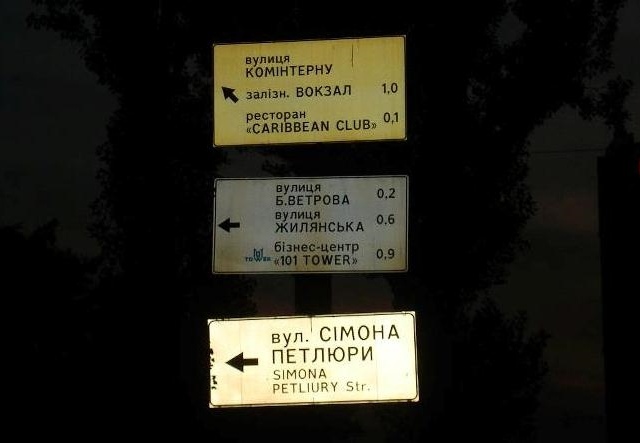 вулиця
КОМІНТЕРНУ
залізн. ВОКЗАЛ 1,0
ресторан
«CARIBBEAN CLUB» 0,1
вулиця
Б.ВЕТРОВА 0,2
вулиця
ЖИЛЯНСЬКА 0,6
бізнес-центр
TOWER «101 TOWER» 0,9
вул. СІМОНА
ПЕТЛЮРИ
SIMONA
PETLIURY Str.